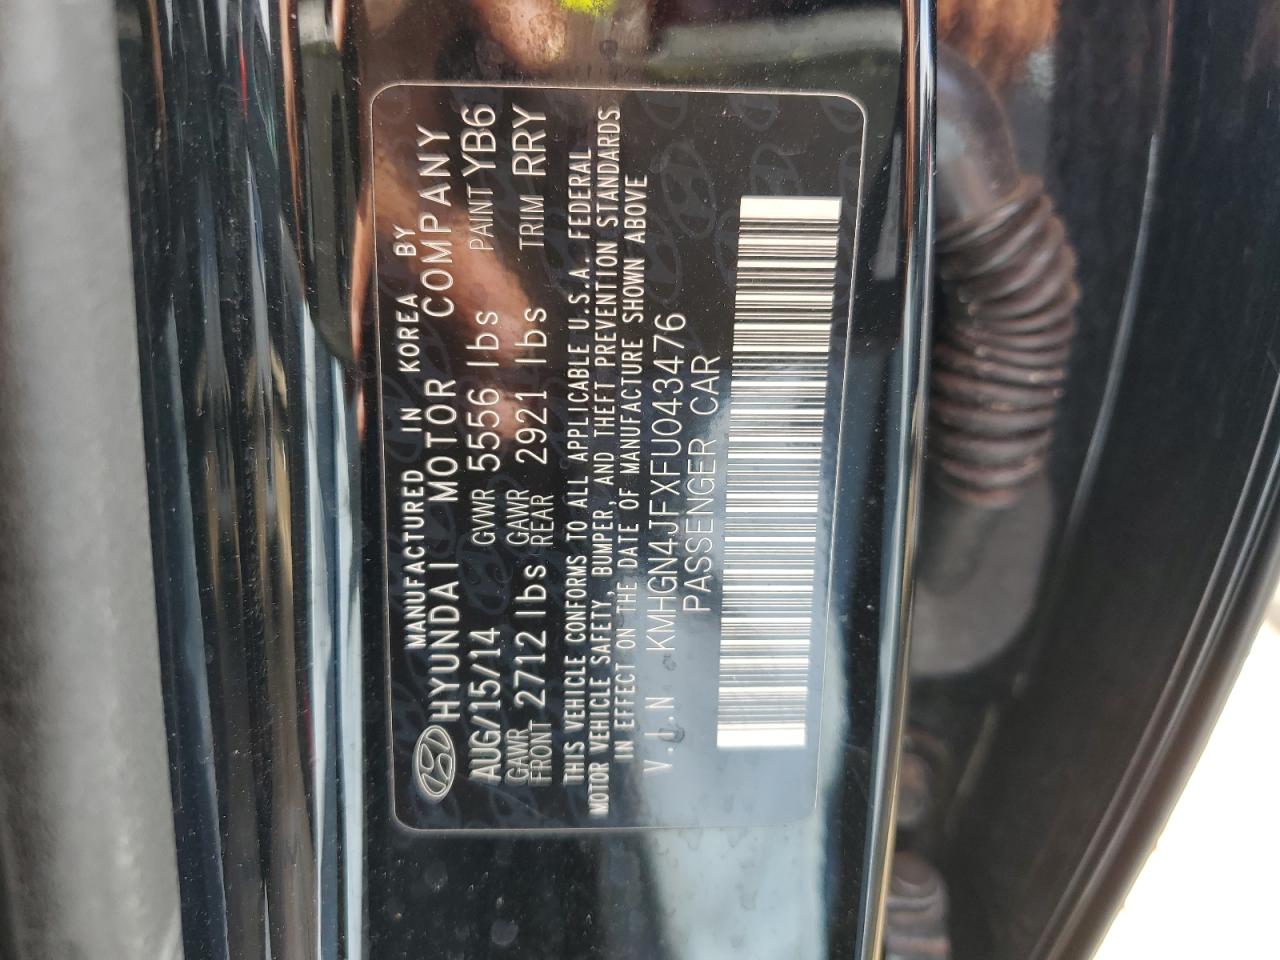 MANUFACTURED IN KOREA BY
HYUNDAI MOTOR COMPANY
AUG/15/14 GVWR 5556 lbs PAINT YB6
GAWR FRONT 2712 lbs GAWR REAR 2921 lbs TRIM RRY
THIS VEHICLE CONFORMS TO ALL APPLICABLE U.S.A. FEDERAL
MOTOR VEHICLE SAFETY, BUMPER, AND THEFT PREVENTION STANDARDS
IN EFFECT ON THE DATE OF MANUFACTURE SHOWN ABOVE
V.I.N KMHGN4JFXFU043476
PASSENGER CAR